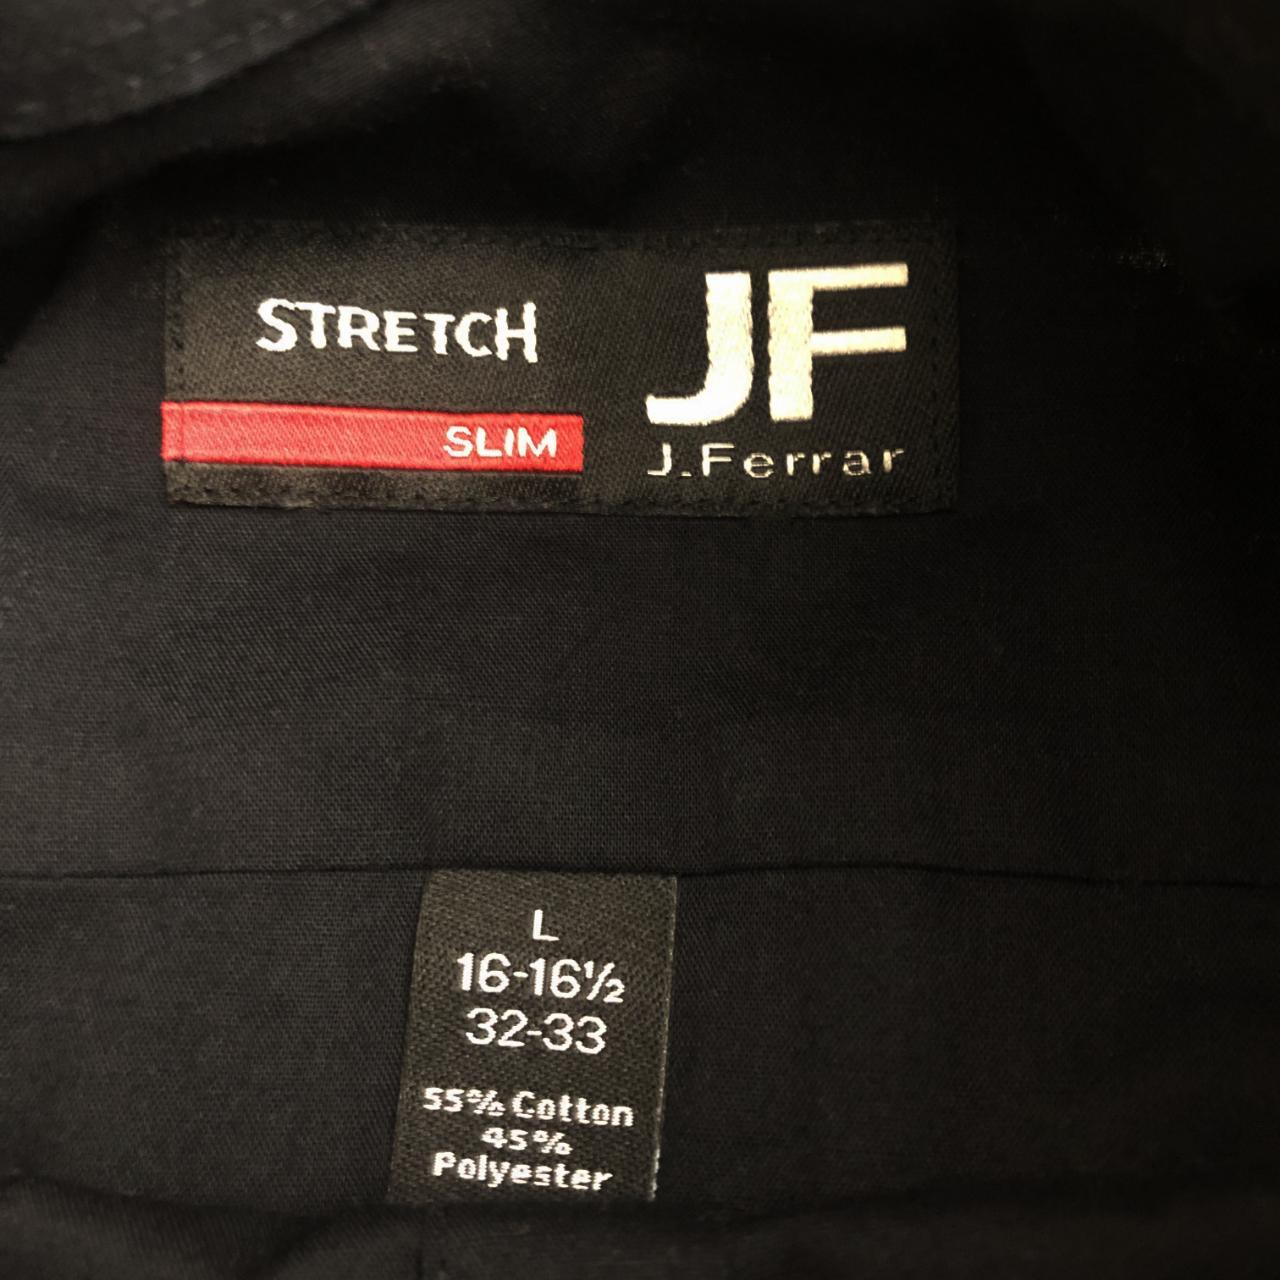 STRETCH
SLIM
JF
J.Ferrar
L
16-16½
32-33
55% Cotton
45%
Polyester